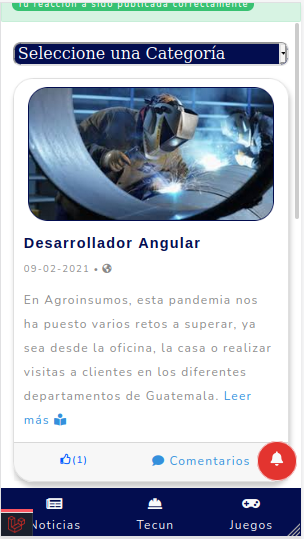 Tu reacción a sido publicada correctamente
Seleccione una Categoría
Desarrollador Angular
09-02-2021 •
En Agroinsumos, esta pandemia nos
ha puesto varios retos a superar, ya
sea desde la oficina, la casa o realizar
visitas a clientes en los diferentes
departamentos de Guatemala. Leer
más
(1)
Comentarios
Noticias
Tecun
Juegos